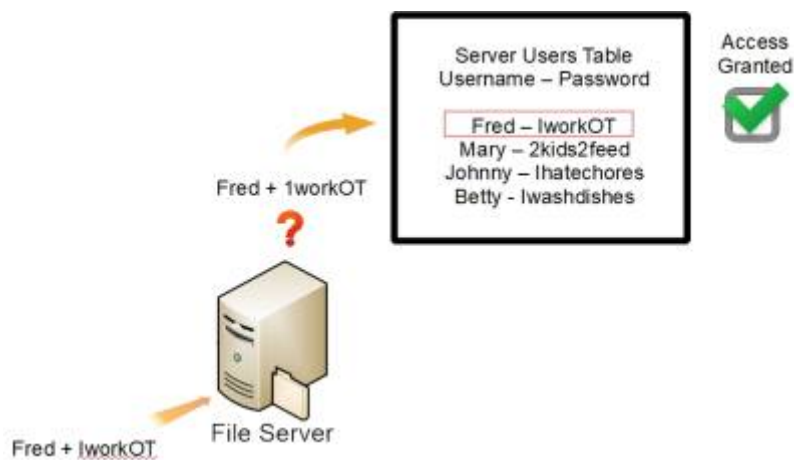 Server Users Table
Username – Password
Fred – IworkOT
Mary – 2kids2feed
Johnny – Ihatechores
Betty - Iwashdishes
Access
Granted
Fred + 1workOT
?
File Server
Fred + IworkOT